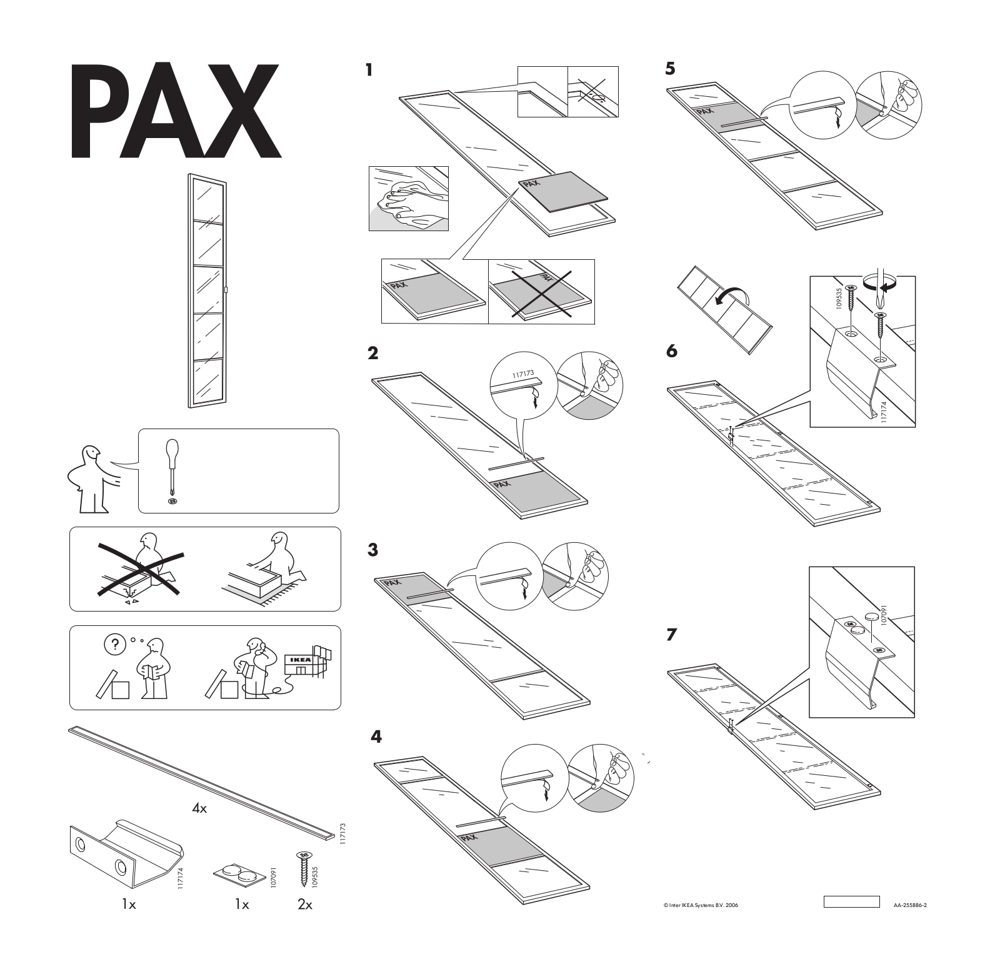 PAX
?
IKEA
4x
117173
117174
1x
107091
1x
109535
2x
1
PAX
PAX
PAX
2
117173
PAX
3
PAX
4
PAX
5
PAX
6
109535
117174
7
107091
© Inter IKEA Systems B.V. 2006
AA-255886-2